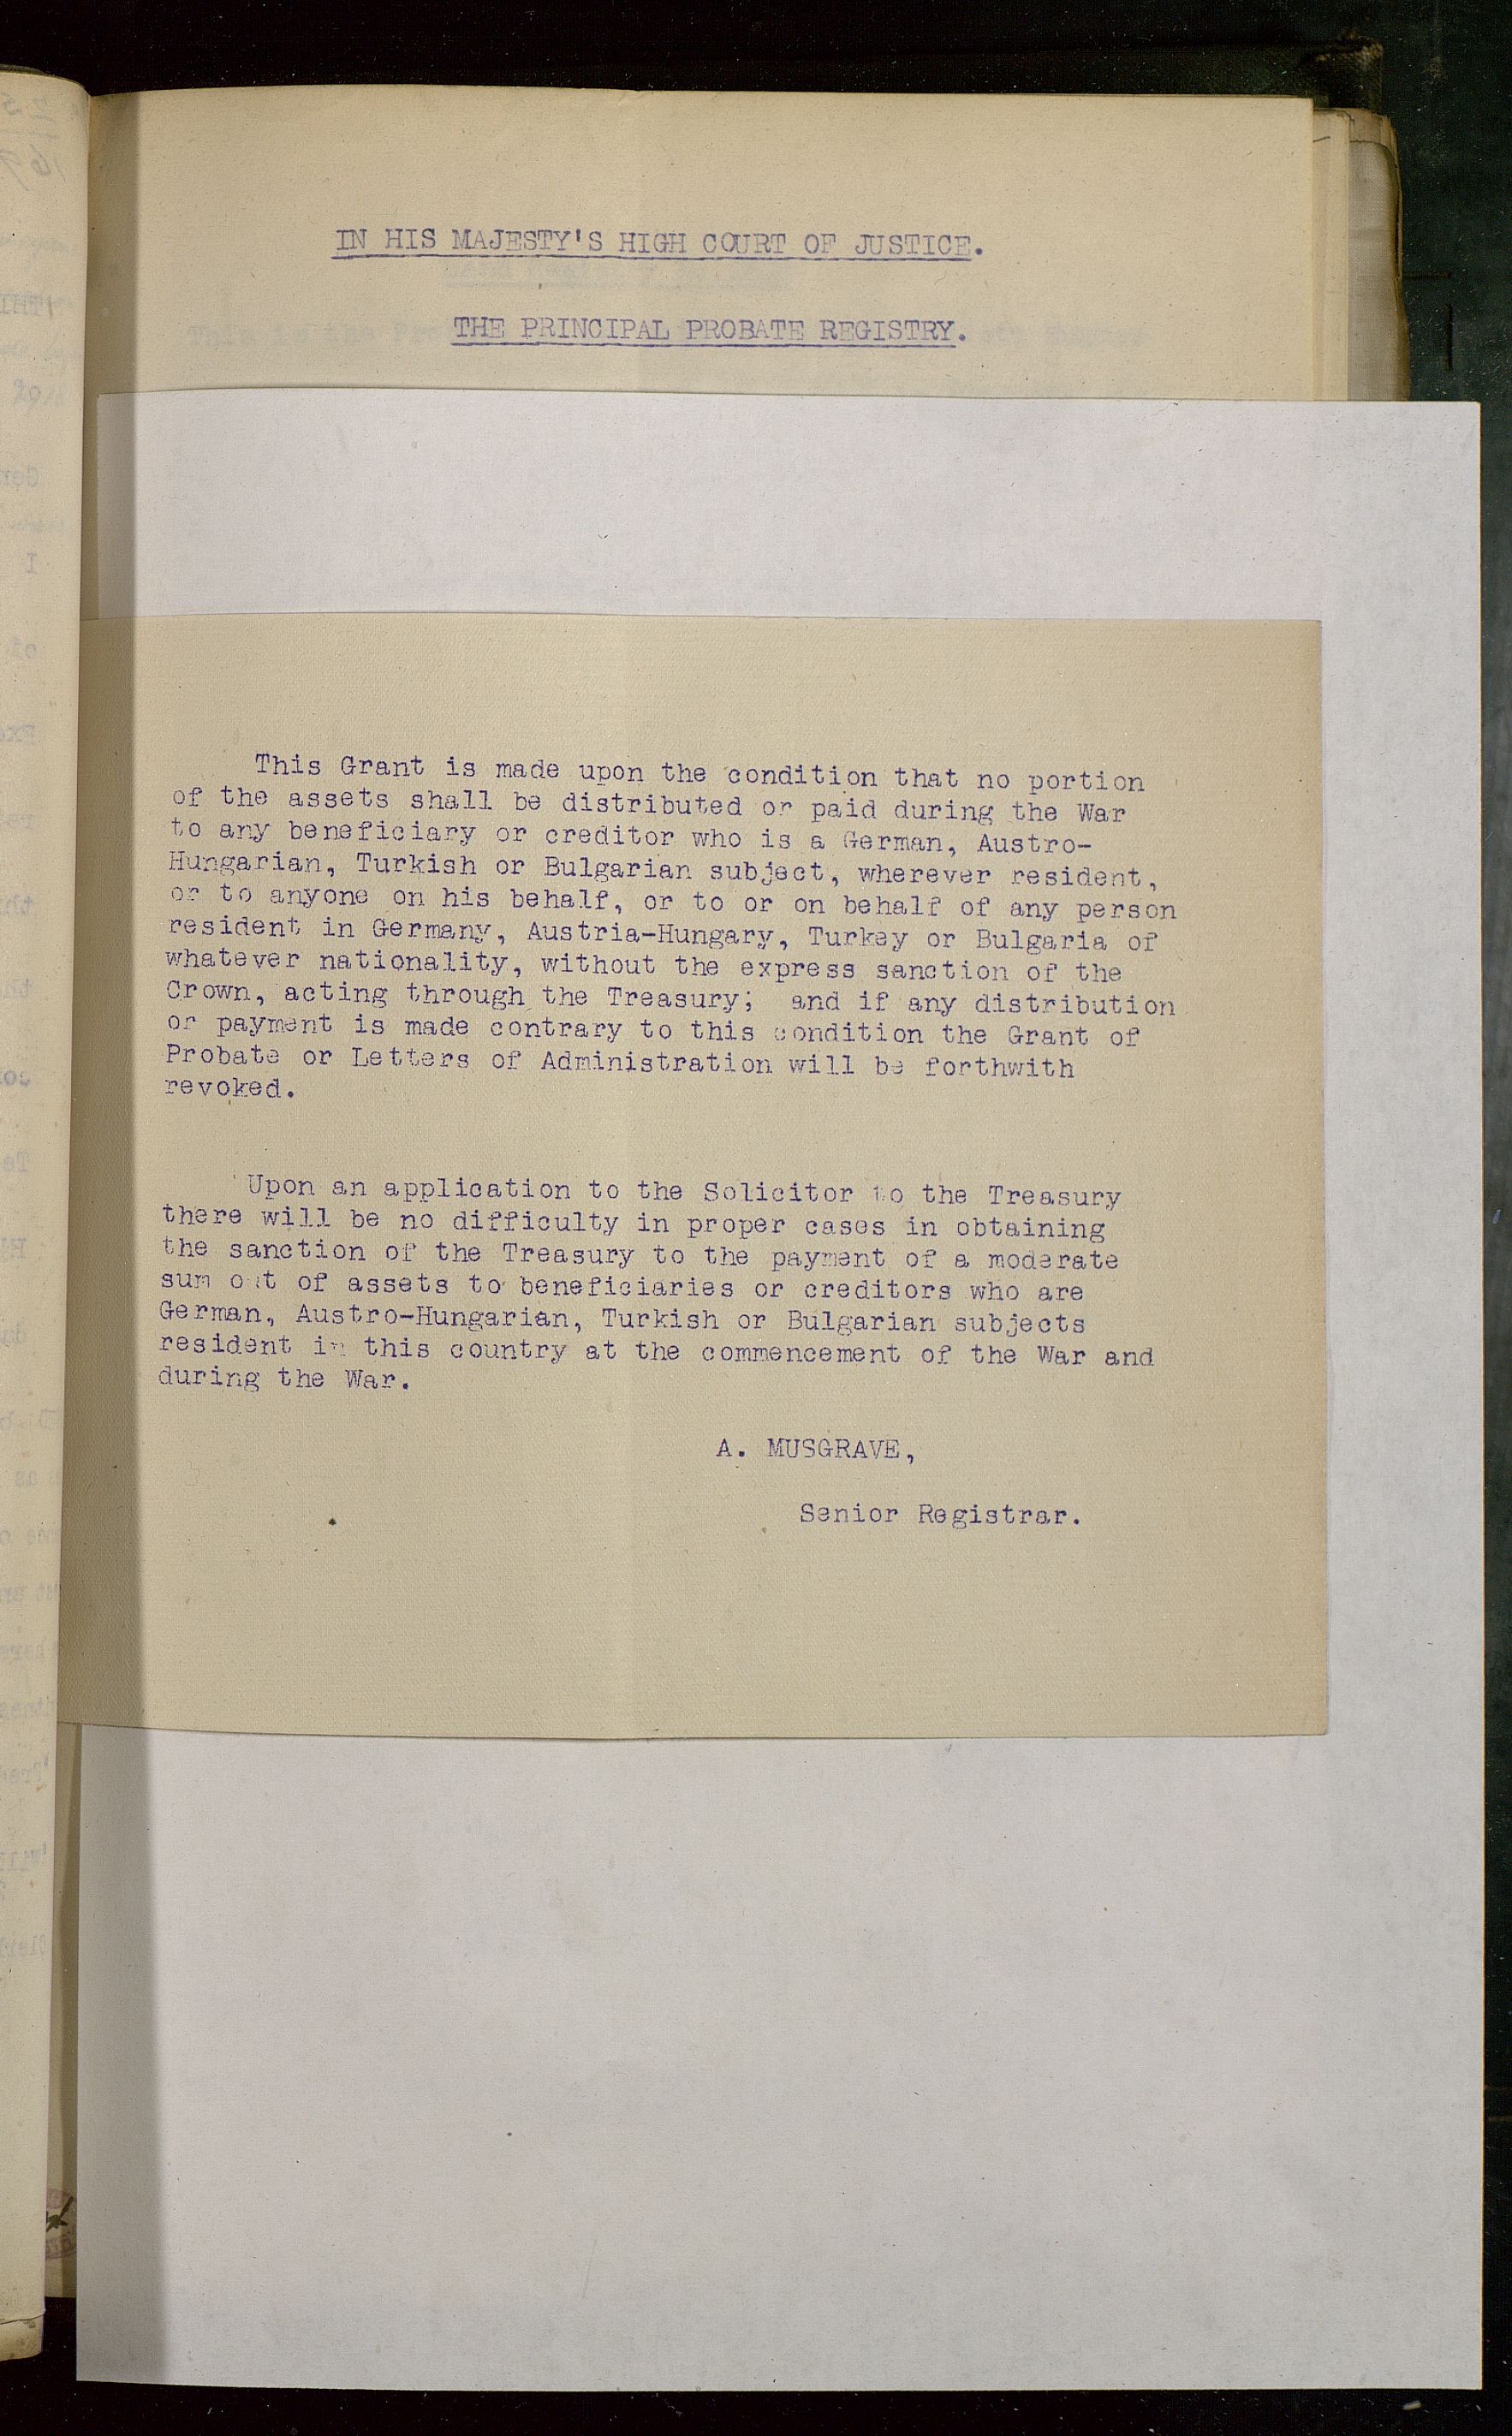 IN HIS MAJESTY'S HIGH COURT OF JUSTICE.
THE PRINCIPAL PROBATE REGISTRY.
This Grant is made upon the condition that no portion
of the assets shall be distributed or paid during the War
to any beneficiary or creditor who is a German, Austro-
Hungarian, Turkish or Bulgarian subject, wherever resident,
or to anyone on his behalf, or to or on behalf of any person
resident in Germany, Austria-Hungary, Turkey or Bulgaria of
whatever nationality, without the express sanction of the
Crown, acting through the Treasury; and if any distribution
or payment is made contrary to this condition the Grant of
Probate or Letters of Administration will be forthwith
revoked.
Upon an application to the Solicitor to the Treasury
there will be no difficulty in proper cases in obtaining
the sanction of the Treasury to the payment of a moderate
sum out of assets to beneficiaries or creditors who are
German, Austro-Hungarian, Turkish or Bulgarian subjects
resident in this country at the commencement of the War and
during the War.
A. MUSGRAVE,
Senior Registrar.